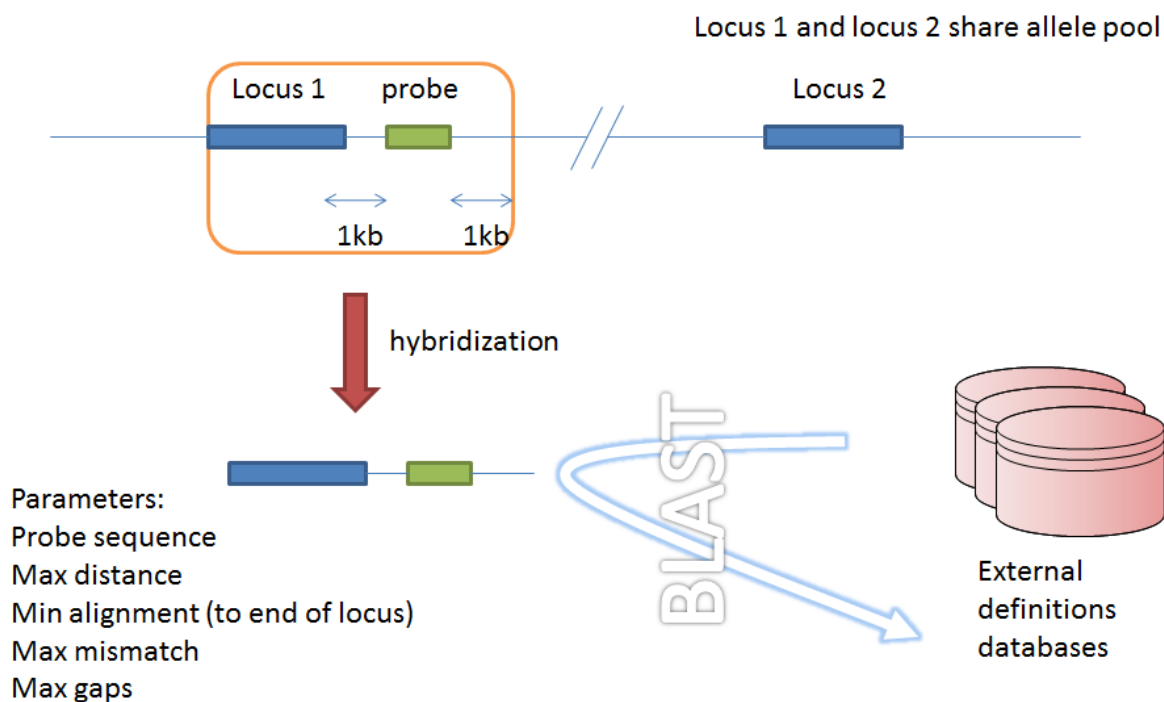 Locus 1 and locus 2 share allele pool
Locus 1
probe
Locus 2
1kb
1kb
hybridization
BLAST
Parameters:
Probe sequence
Max distance
Min alignment (to end of locus)
Max mismatch
Max gaps
External
definitions
databases